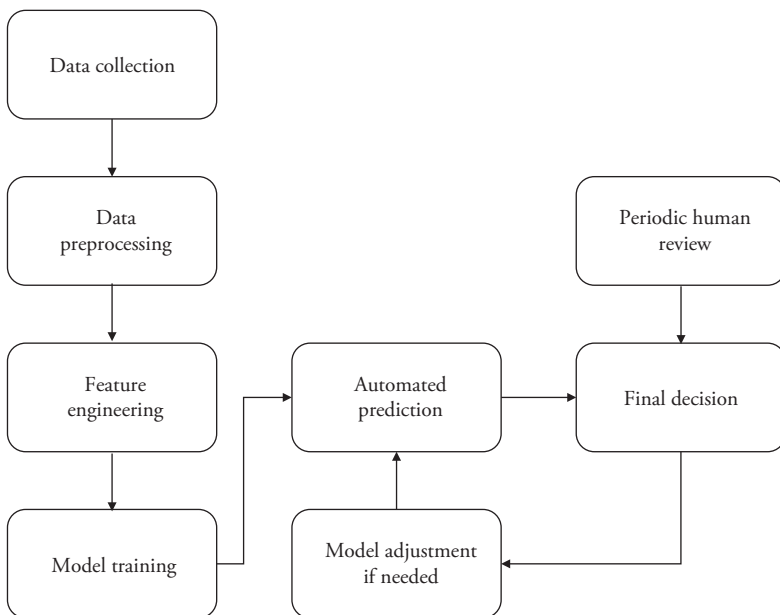 Data collection
Data
preprocessing
Periodic human
review
Feature
engineering
Automated
prediction
Final decision
Model training
Model adjustment
if needed